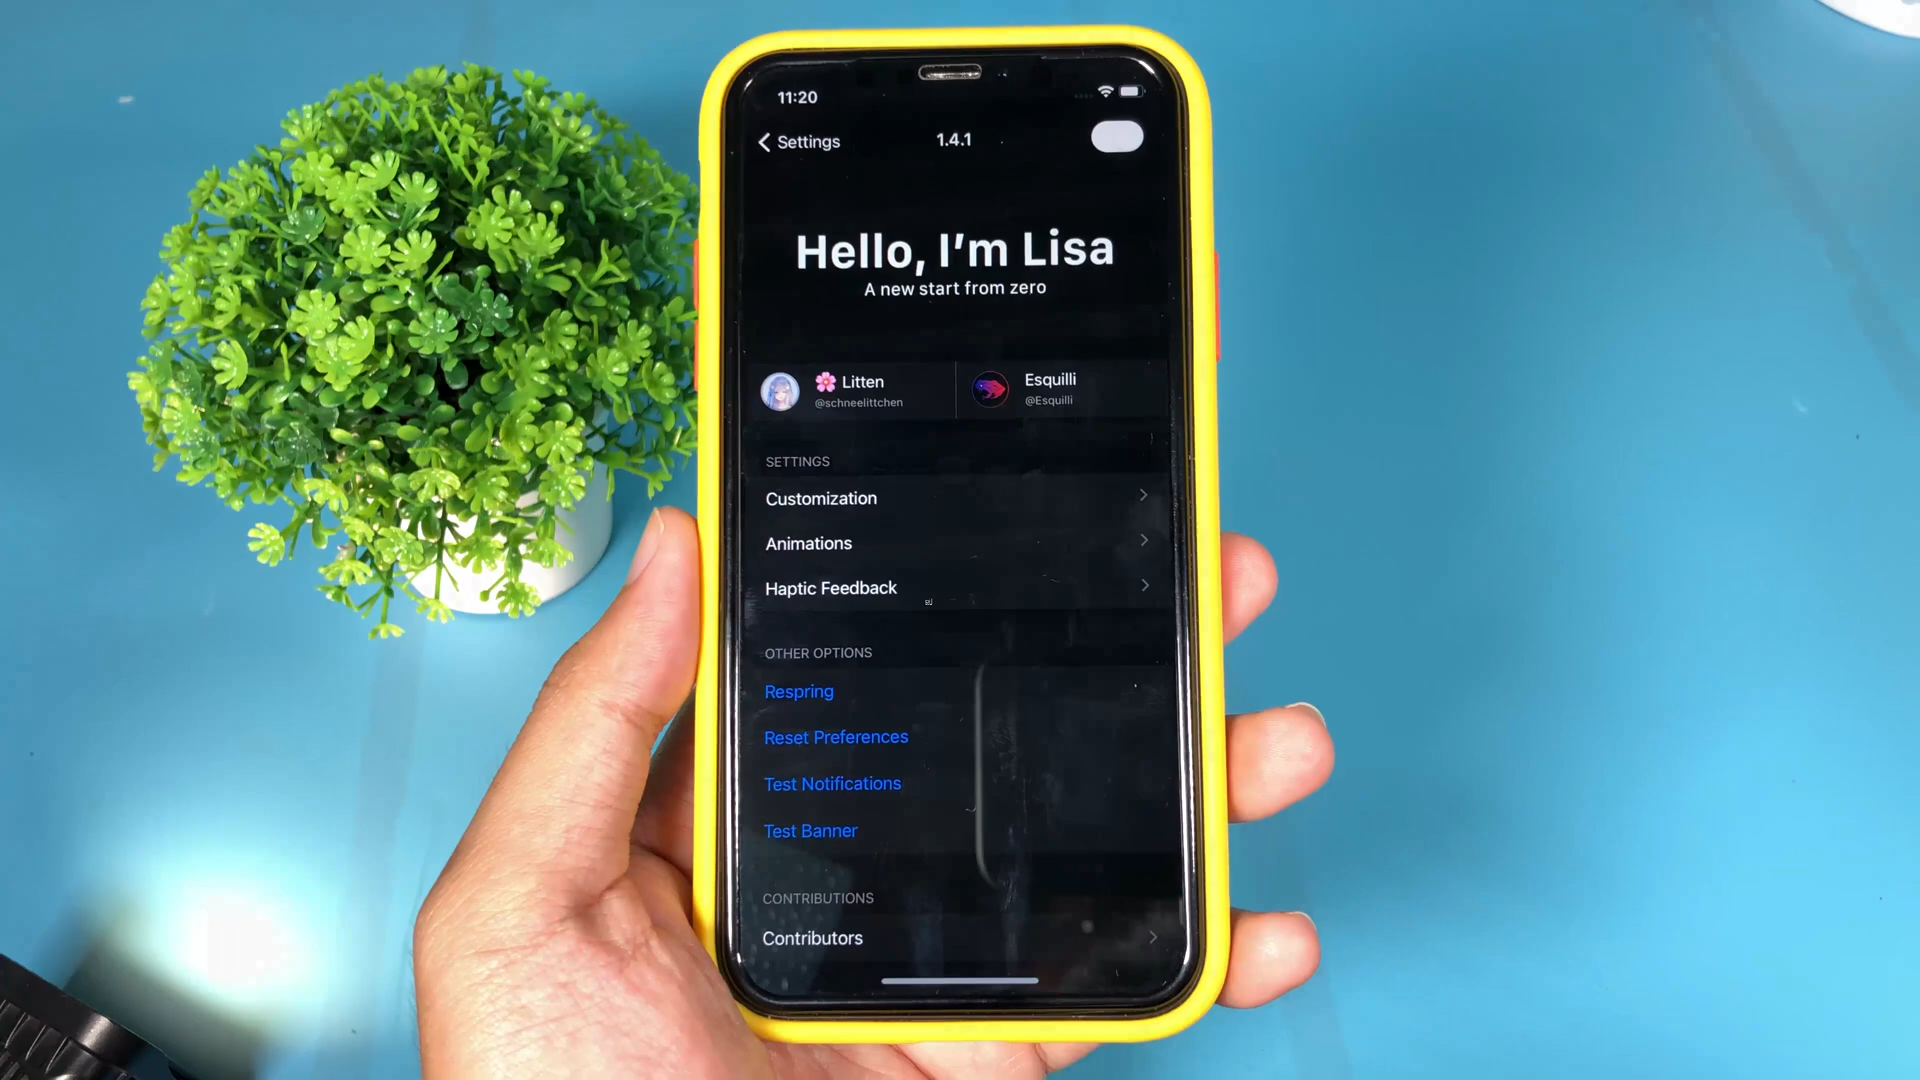 11:20
Settings
1.4.1
Hello, I'm Lisa
A new start from zero
🌸 Litten
@schneelittchen
Esquilli
@Esquilli
SETTINGS
Customization
Animations
Haptic Feedback
OTHER OPTIONS
Respring
Reset Preferences
Test Notifications
Test Banner
CONTRIBUTIONS
Contributors